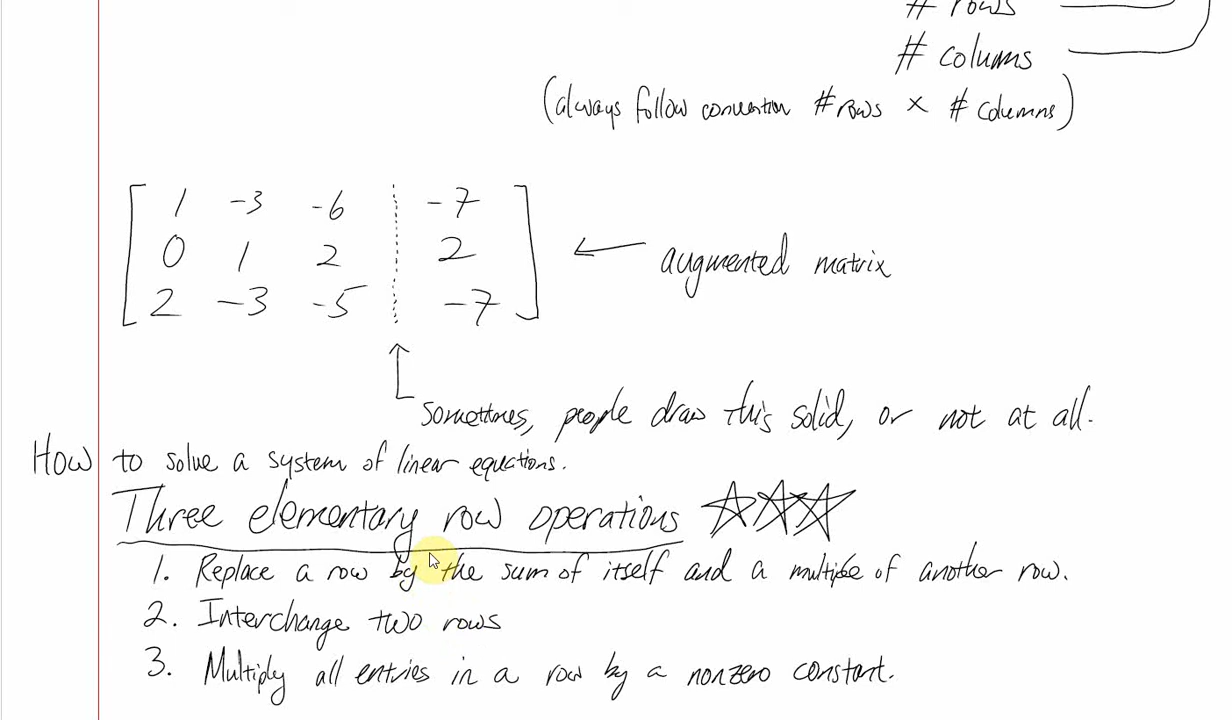 # rows
# colums
(always follow convention # rows × # columns)
1 -3 -6 -7
0 1 2 2
2 -3 -5 -7
← augmented matrix
sometimes, people draw this solid, or not at all.
How to solve a system of linear equations.
Three elementary row operations ☆☆☆
1. Replace a row by the sum of itself and a multiple of another row.
2. Interchange two rows
3. Multiply all entries in a row by a nonzero constant.